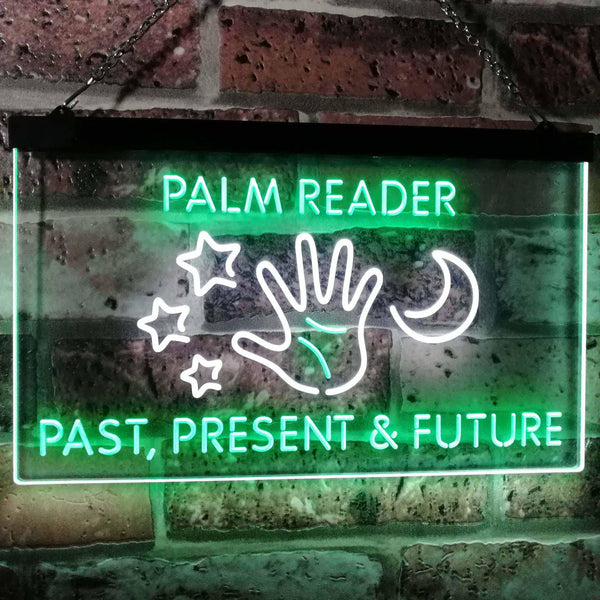 PALM READER
PAST, PRESENT & FUTURE